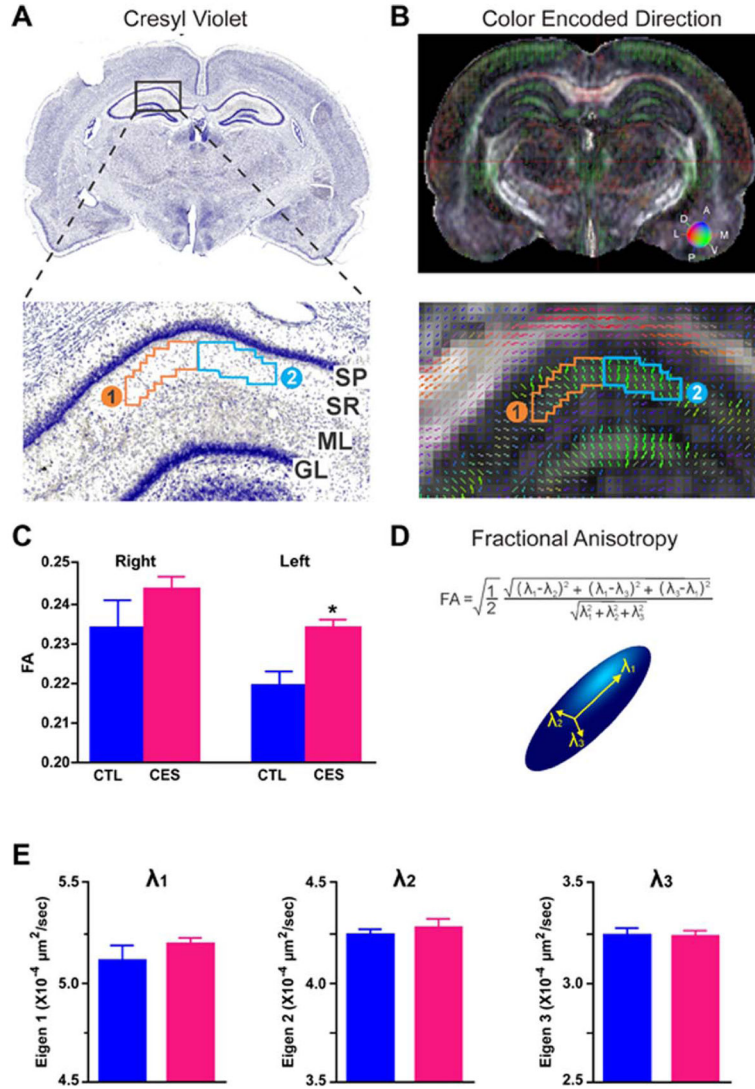 A Cresyl Violet
B Color Encoded Direction
D A
L M
P V
1 2
SP
SR
ML
GL
1 2
C
Right Left
0.25
0.24
0.23
0.22
0.21
0.20
FA
*
CTL CES CTL CES
D Fractional Anisotropy
FA = √1/2 √(λ1-λ2)² + (λ1-λ3)² + (λ3-λ1)² / √λ1²+λ2²+λ3²
λ1
λ2
λ3
E
λ1
Eigen 1 (X10⁻⁴ μm²/sec)
5.5
5.0
4.5
λ2
Eigen 2 (X10⁻⁴ μm²/sec)
4.5
4.25
3.75
λ3
Eigen 3 (X10⁻⁴ μm²/sec)
3.5
3.25
2.5